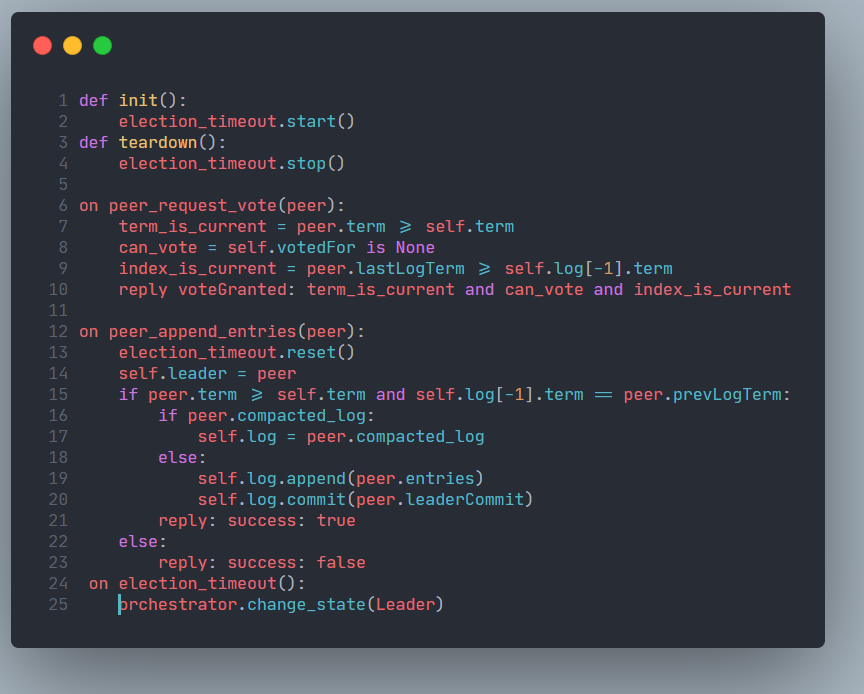 1 def init():
2     election_timeout.start()
3 def teardown():
4     election_timeout.stop()
5
6 on peer_request_vote(peer):
7     term_is_current = peer.term ⩾ self.term
8     can_vote = self.votedFor is None
9     index_is_current = peer.lastLogTerm ⩾ self.log[-1].term
10     reply voteGranted: term_is_current and can_vote and index_is_current
11
12 on peer_append_entries(peer):
13     election_timeout.reset()
14     self.leader = peer
15     if peer.term ⩾ self.term and self.log[-1].term == peer.prevLogTerm:
16         if peer.compacted_log:
17             self.log = peer.compacted_log
18         else:
19             self.log.append(peer.entries)
20             self.log.commit(peer.leaderCommit)
21         reply: success: true
22     else:
23         reply: success: false
24  on election_timeout():
25     orchestrator.change_state(Leader)